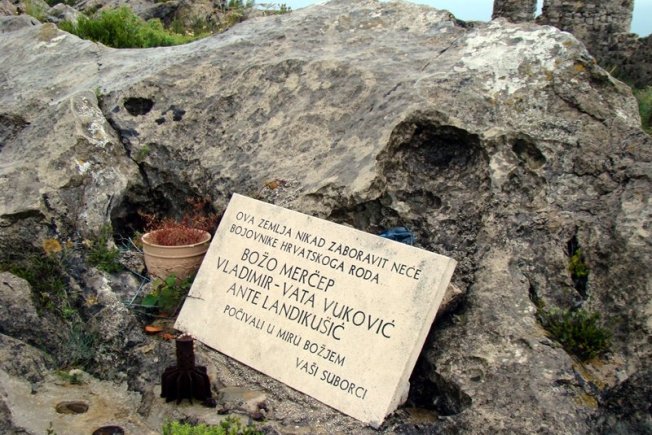 OVA ZEMLJA NIKAD ZABORAVIT NEĆE
BOJOVNIKE HRVATSKOGA RODA
BOŽO MERČEP
VLADIMIR-VATA VUKOVIĆ
ANTE LANDIKUŠIĆ
POČIVALI U MIRU BOŽJEM
VAŠI SUBORCI